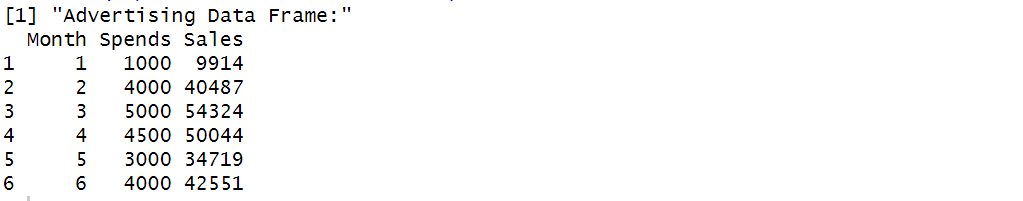 [1] "Advertising Data Frame:"
  Month Spends Sales
1     1   1000  9914
2     2   4000 40487
3     3   5000 54324
4     4   4500 50044
5     5   3000 34719
6     6   4000 42551